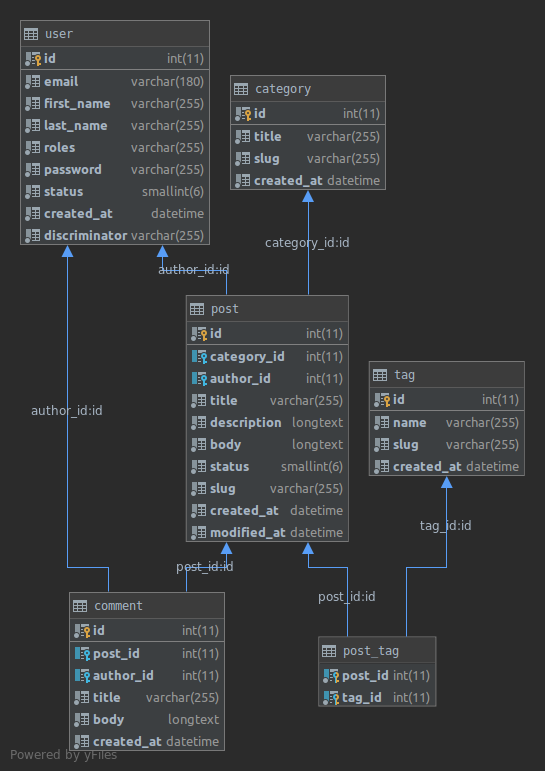 user
id int(11)
email varchar(180)
first_name varchar(255)
last_name varchar(255)
roles varchar(255)
password varchar(255)
status smallint(6)
created_at datetime
discriminator varchar(255)
category
id int(11)
title varchar(255)
slug varchar(255)
created_at datetime
category_id:id
author_id:id
post
id int(11)
category_id int(11)
author_id int(11)
title varchar(255)
description longtext
body longtext
status smallint(6)
slug varchar(255)
created_at datetime
modified_at datetime
tag
id int(11)
name varchar(255)
slug varchar(255)
created_at datetime
author_id:id
tag_id:id
post_id:id
post_id:id
comment
id int(11)
post_id int(11)
author_id int(11)
title varchar(255)
body longtext
created_at datetime
post_tag
post_id int(11)
tag_id int(11)
Powered by yFiles